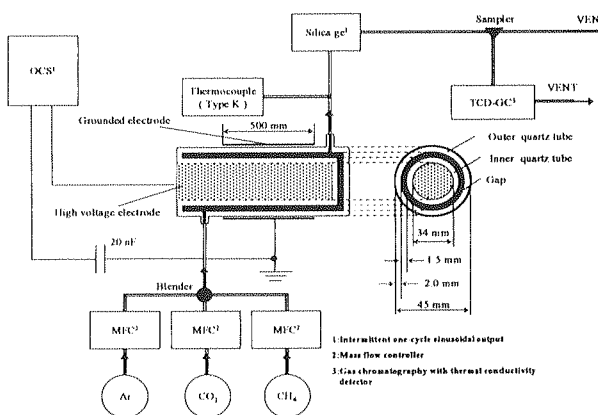 Sampler
VENT
Silica gel
OCS¹
Thermocouple
( Type K )
TCD-GC³
VENT
Grounded electrode
500 mm
Outer quartz tube
Inner quartz tube
Gap
High voltage electrode
20 nF
34 mm
1.5 mm
2.0 mm
45 mm
Blender
MFC²
MFC²
MFC²
Ar
CO₂
CH₄
1:Intermittent one-cycle sinusoidal output
2:Mass flow controller
3:Gas chromatography with thermal conductivity
detector